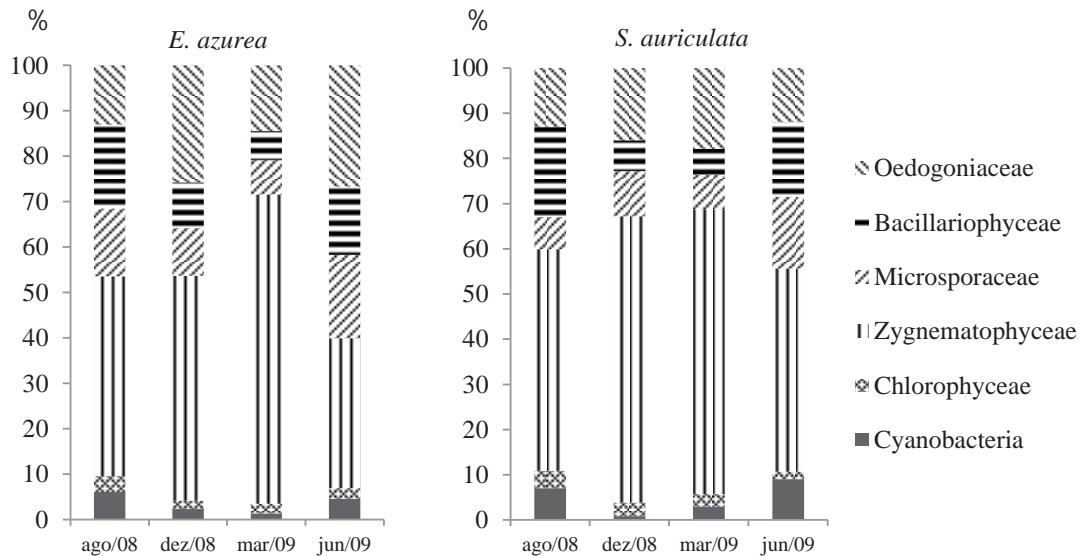 %
E. azurea
100
90
80
70
60
50
40
30
20
10
0
ago/08 dez/08 mar/09 jun/09
%
S. auriculata
100
90
80
70
60
50
40
30
20
10
0
ago/08 dez/08 mar/09 jun/09
Oedogoniaceae
Bacillariophyceae
Microsporaceae
Zygnematophyceae
Chlorophyceae
Cyanobacteria